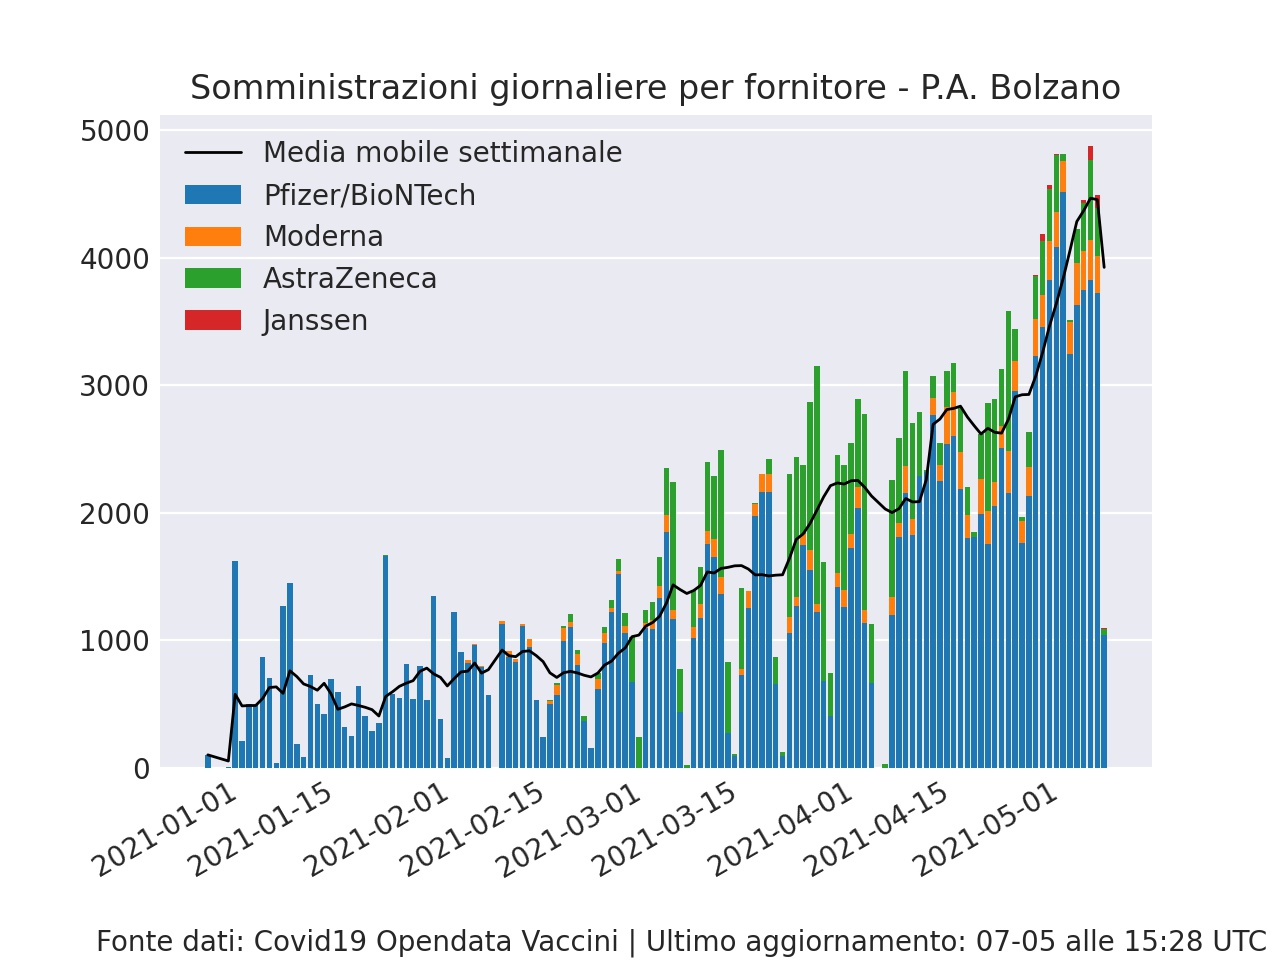 Somministrazioni giornaliere per fornitore - P.A. Bolzano
5000
4000
3000
2000
1000
0
Media mobile settimanale
Pfizer/BioNTech
Moderna
AstraZeneca
Janssen
2021-01-01
2021-01-15
2021-02-01
2021-02-15
2021-03-01
2021-03-15
2021-04-01
2021-04-15
2021-05-01
Fonte dati: Covid19 Opendata Vaccini | Ultimo aggiornamento: 07-05 alle 15:28 UTC